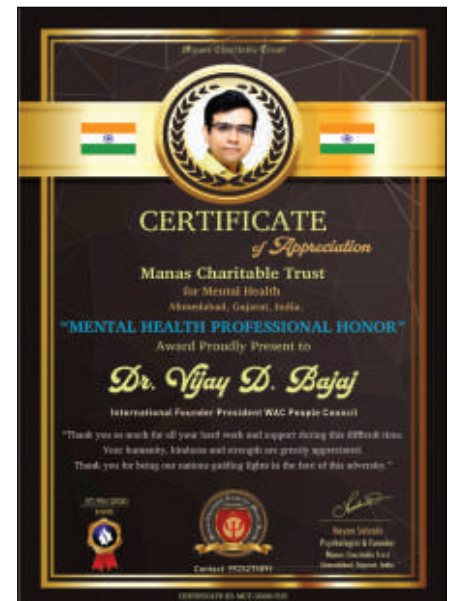 Manas Charitable Trust
CERTIFICATE
of Appreciation
Manas Charitable Trust
for Mental Health
Ahmedabad, Gujarat, India.
"MENTAL HEALTH PROFESSIONAL HONOR"
Award Proudly Present to
Dr. Vijay D. Bajaj
International Founder President WAC People Council
"Thank you so much for all your hard work and support during this difficult time.
Your humanity, kindness and strength are greatly appreciated.
Thank you for being our nations guiding lights in the face of this adversity."
DATE
Psychologist & Founder
Manas Charitable Trust
Ahmedabad, Gujarat, India
Contact
CERTIFICATE ID: